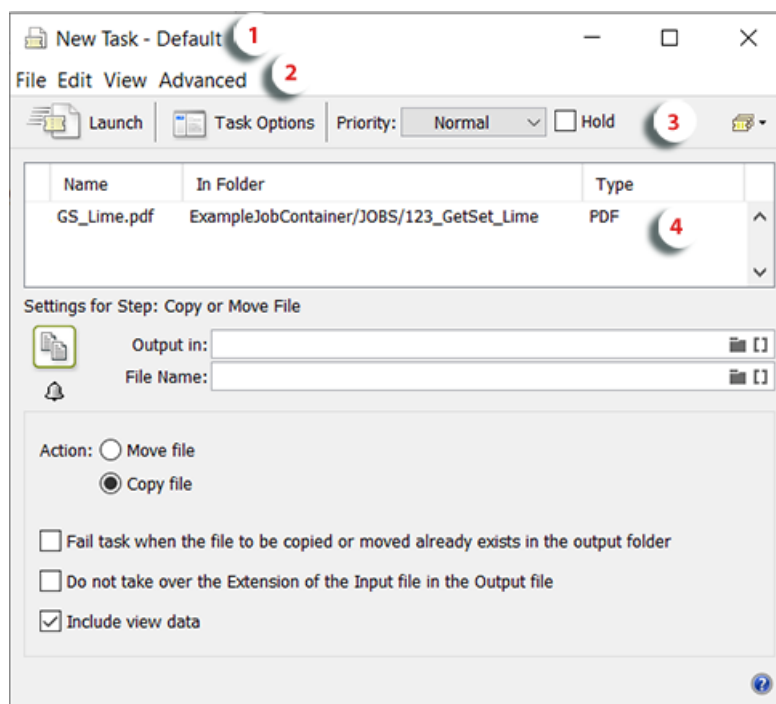 New Task - Default 1
File Edit View Advanced 2
Launch Task Options Priority: Normal Hold 3
Name In Folder Type
GS_Lime.pdf ExampleJobContainer/JOBS/123_GetSet_Lime PDF 4
Settings for Step: Copy or Move File
Output in:
File Name:
Action: Move file
Copy file
Fail task when the file to be copied or moved already exists in the output folder
Do not take over the Extension of the Input file in the Output file
Include view data
?